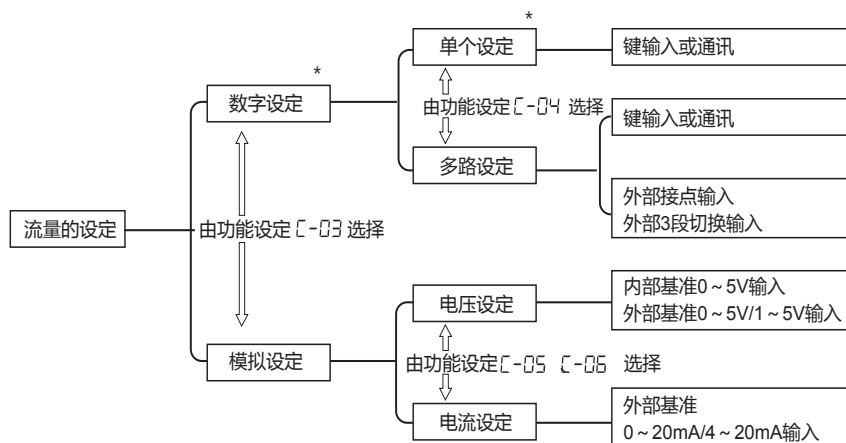 *
单个设定
键输入或通讯
*
数字设定
由功能设定 C-04 选择
键输入或通讯
多路设定
外部接点输入
外部3段切换输入
流量的设定
由功能设定 C-03 选择
电压设定
内部基准0~5V输入
外部基准0~5V/1~5V输入
模拟设定
由功能设定C-05 C-06 选择
电流设定
外部基准
0~20mA/4~20mA输入